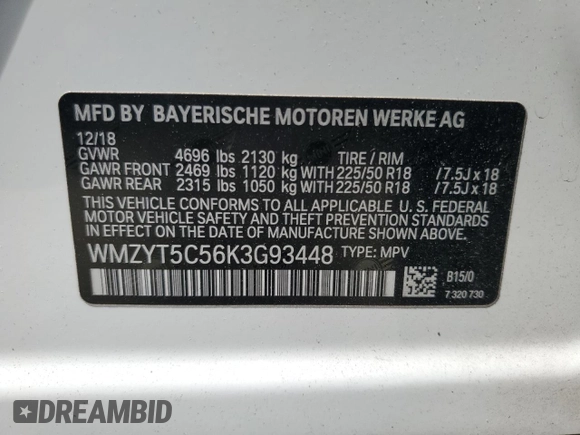 MFD BY BAYERISCHE MOTOREN WERKE AG
12/18
GVWR 4696 lbs 2130 kg TIRE / RIM
GAWR FRONT 2469 lbs 1120 kg WITH 225/50 R18 /7.5J x 18
GAWR REAR 2315 lbs 1050 kg WITH 225/50 R18 /7.5J x 18
THIS VEHICLE CONFORMS TO ALL APPLICABLE U. S. FEDERAL
MOTOR VEHICLE SAFETY AND THEFT PREVENTION STANDARDS
IN EFFECT ON THE DATE OF MANUFACTURE SHOWN ABOVE.
WMZYT5C56K3G93448 TYPE: MPV
B15/0
7 320 730
DREAMBID